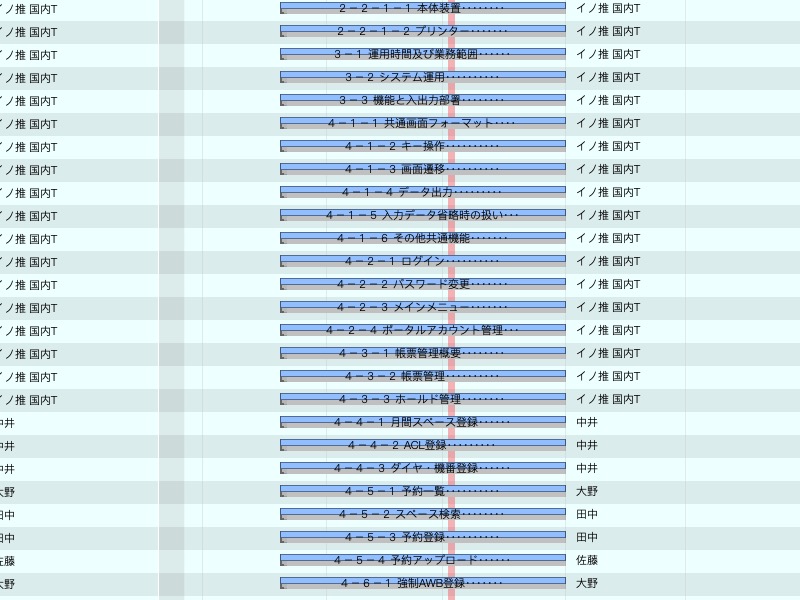 イノ推 国内T ２－２－１－１ 本体装置‥‥‥‥ イノ推 国内T
イノ推 国内T ２－２－１－２ プリンター‥‥‥･ イノ推 国内T
イノ推 国内T ３－１ 運用時間及び業務範囲‥‥‥ イノ推 国内T
イノ推 国内T ３－２ システム運用‥‥‥‥‥ イノ推 国内T
イノ推 国内T ３－３ 機能と入出力部署‥‥‥‥ イノ推 国内T
イノ推 国内T ４－１－１ 共通画面フォーマット‥‥ イノ推 国内T
イノ推 国内T ４－１－２ キー操作‥‥‥‥‥ イノ推 国内T
イノ推 国内T ４－１－３ 画面遷移‥‥‥‥‥ イノ推 国内T
イノ推 国内T ４－１－４ データ出力‥‥‥‥･ イノ推 国内T
イノ推 国内T ４－１－５ 入力データ省略時の扱い‥･ イノ推 国内T
イノ推 国内T ４－１－６ その他共通機能‥‥‥･ イノ推 国内T
イノ推 国内T ４－２－１ ログイン‥‥‥‥‥ イノ推 国内T
イノ推 国内T ４－２－２ パスワード変更‥‥‥･ イノ推 国内T
イノ推 国内T ４－２－３ メインメニュー‥‥‥･ イノ推 国内T
イノ推 国内T ４－２－４ ポータルアカウント管理‥･ イノ推 国内T
イノ推 国内T ４－３－１ 帳票管理概要‥‥‥‥ イノ推 国内T
イノ推 国内T ４－３－２ 帳票管理‥‥‥‥‥ イノ推 国内T
イノ推 国内T ４－３－３ ホールド管理‥‥‥‥ イノ推 国内T
中井 ４－４－１ 月間スペース登録‥‥‥ 中井
中井 ４－４－２ ACL登録‥‥‥‥･ 中井
中井 ４－４－３ ダイヤ・機番登録‥‥‥ 中井
大野 ４－５－１ 予約一覧‥‥‥‥‥ 大野
田中 ４－５－２ スペース検索‥‥‥‥ 田中
田中 ４－５－３ 予約登録‥‥‥‥‥ 田中
佐藤 ４－５－４ 予約アップロード‥‥‥ 佐藤
大野 ４－６－１ 強制AWB登録‥‥‥･ 大野